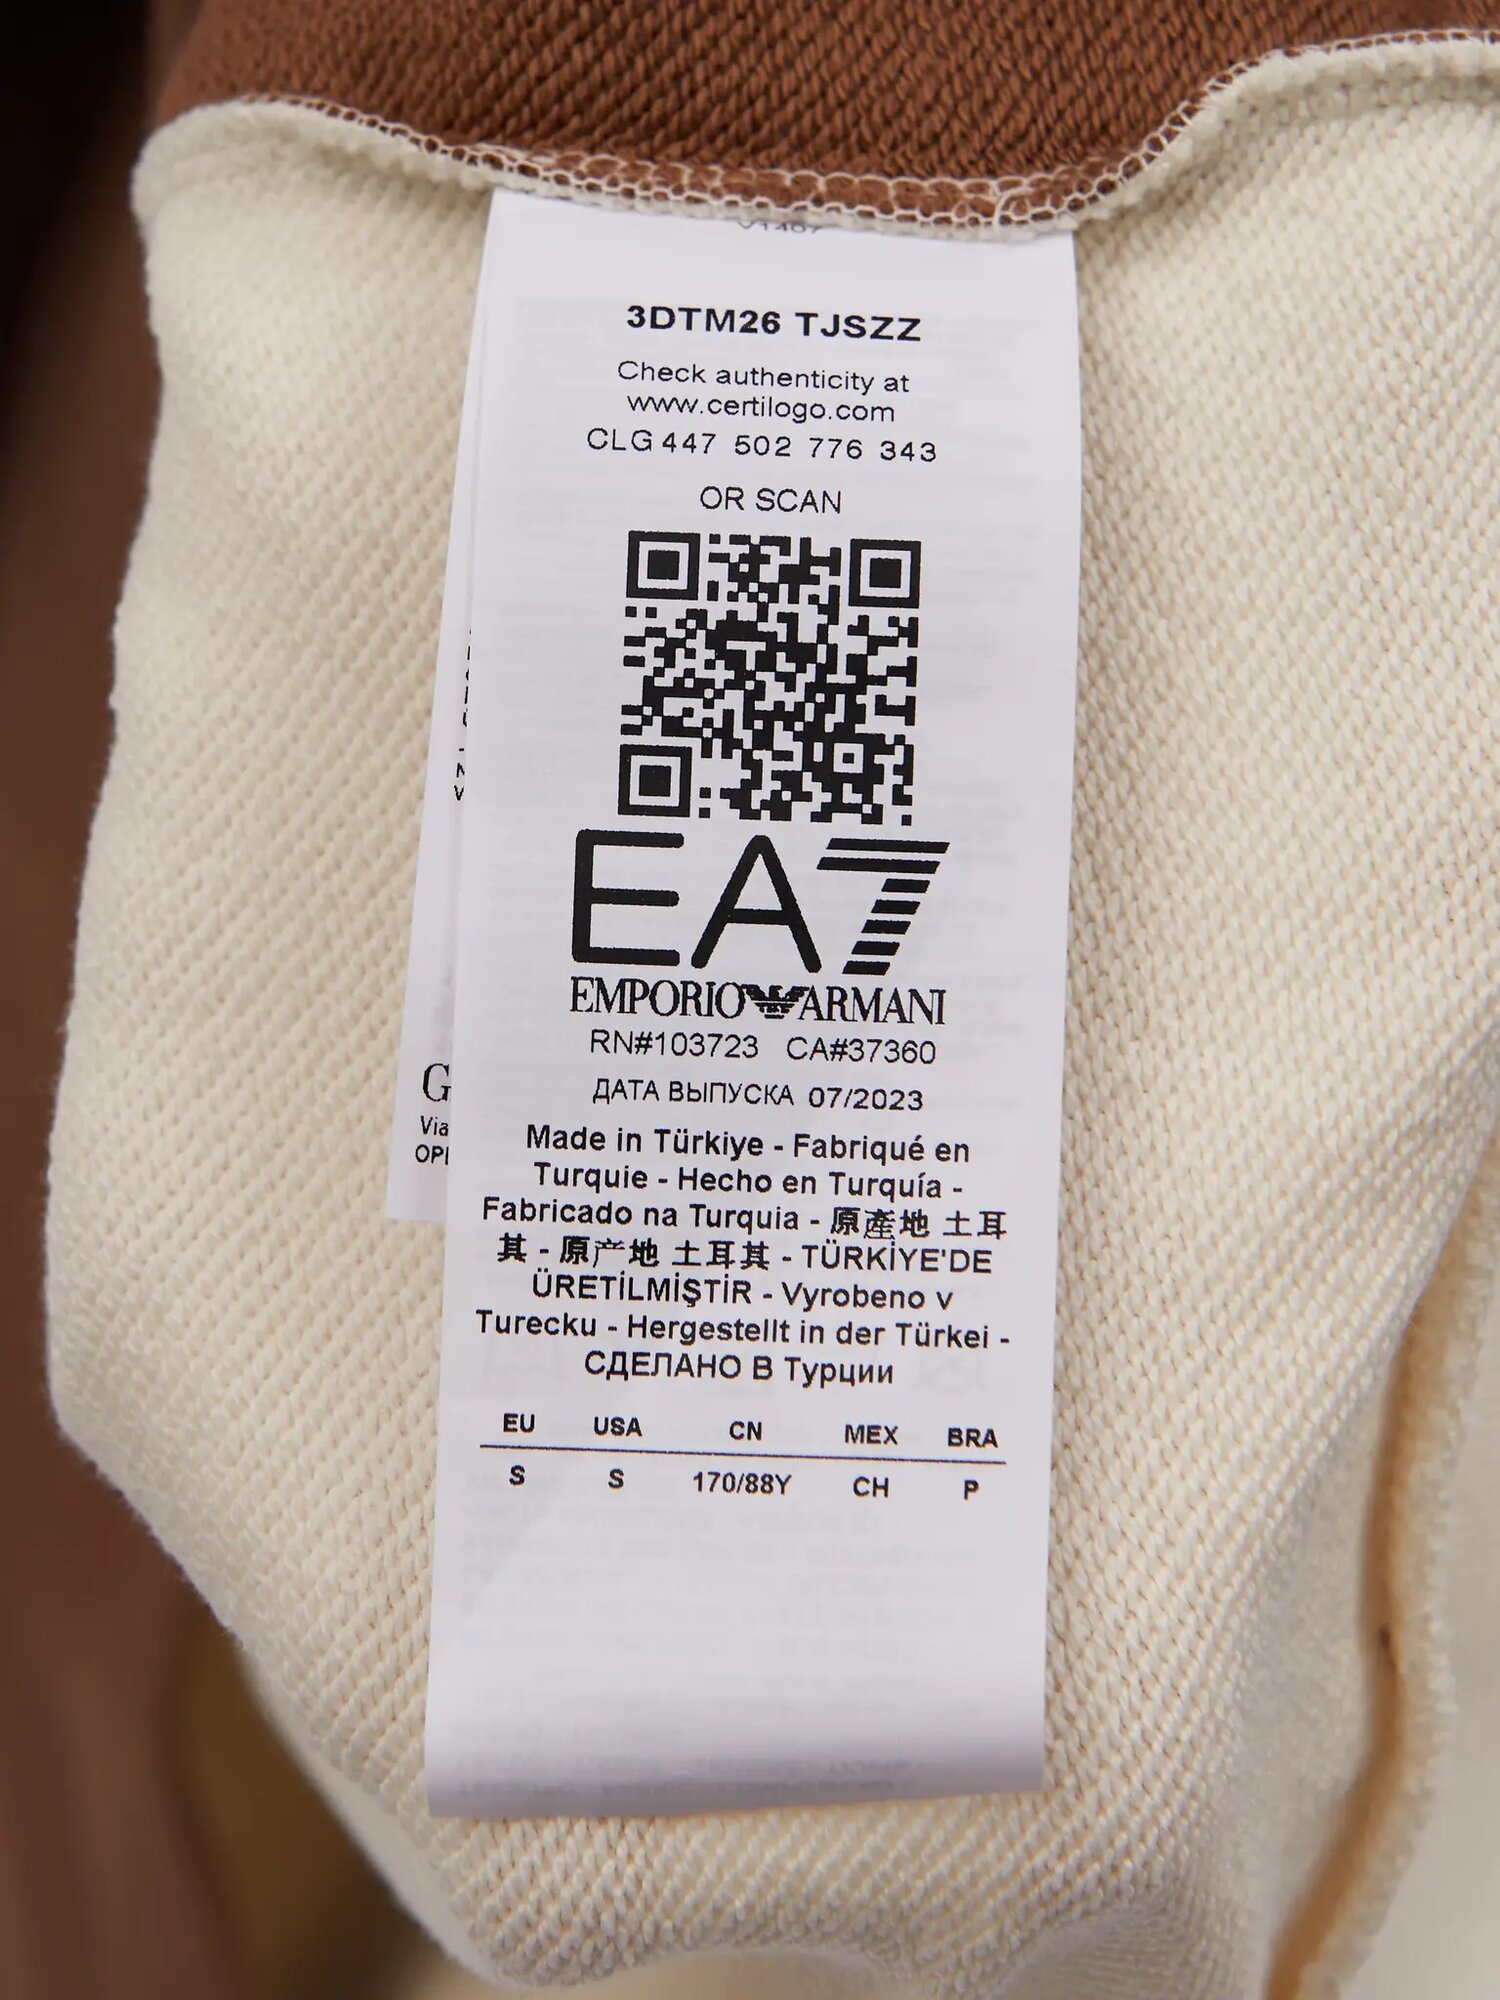 3DTM26 TJSZZ
Check authenticity at
www.certilogo.com
CLG 447 502 776 343
OR SCAN
EA7
EMPORIO ARMANI
RN#103723 CA#37360
ДАТА ВЫПУСКА 07/2023
Made in Türkiye - Fabriqué en
Turquie - Hecho en Turquía -
Fabricado na Turquia - 原產地 土耳
其 - 原产地 土耳其 - TÜRKİYE'DE
ÜRETİLMİŞTİR - Vyrobeno v
Turecku - Hergestellt in der Türkei -
СДЕЛАНО В Турции
EU USA CN MEX BRA
S S 170/88Y CH P
G
Via